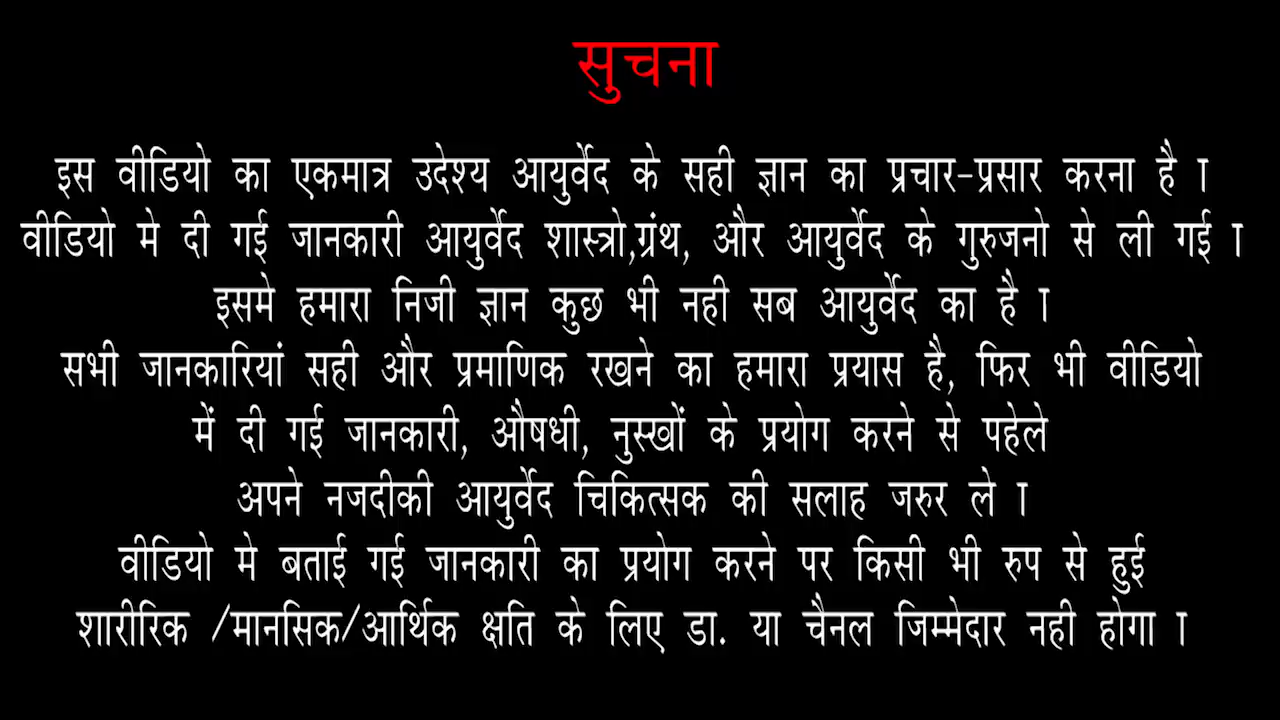 सुचना
इस वीडियो का एकमात्र उदेश्य आयुर्वेद के सही ज्ञान का प्रचार-प्रसार करना है ।
वीडियो मे दी गई जानकारी आयुर्वेद शास्त्रो,ग्रंथ, और आयुर्वेद के गुरुजनो से ली गई ।
इसमे हमारा निजी ज्ञान कुछ भी नही सब आयुर्वेद का है ।
सभी जानकारियां सही और प्रमाणिक रखने का हमारा प्रयास है, फिर भी वीडियो
में दी गई जानकारी, औषधी, नुस्खों के प्रयोग करने से पहेले
अपने नजदीकी आयुर्वेद चिकित्सक की सलाह जरुर ले ।
वीडियो मे बताई गई जानकारी का प्रयोग करने पर किसी भी रुप से हुई
शारीरिक /मानसिक/आर्थिक क्षति के लिए डा. या चैनल जिम्मेदार नही होगा ।